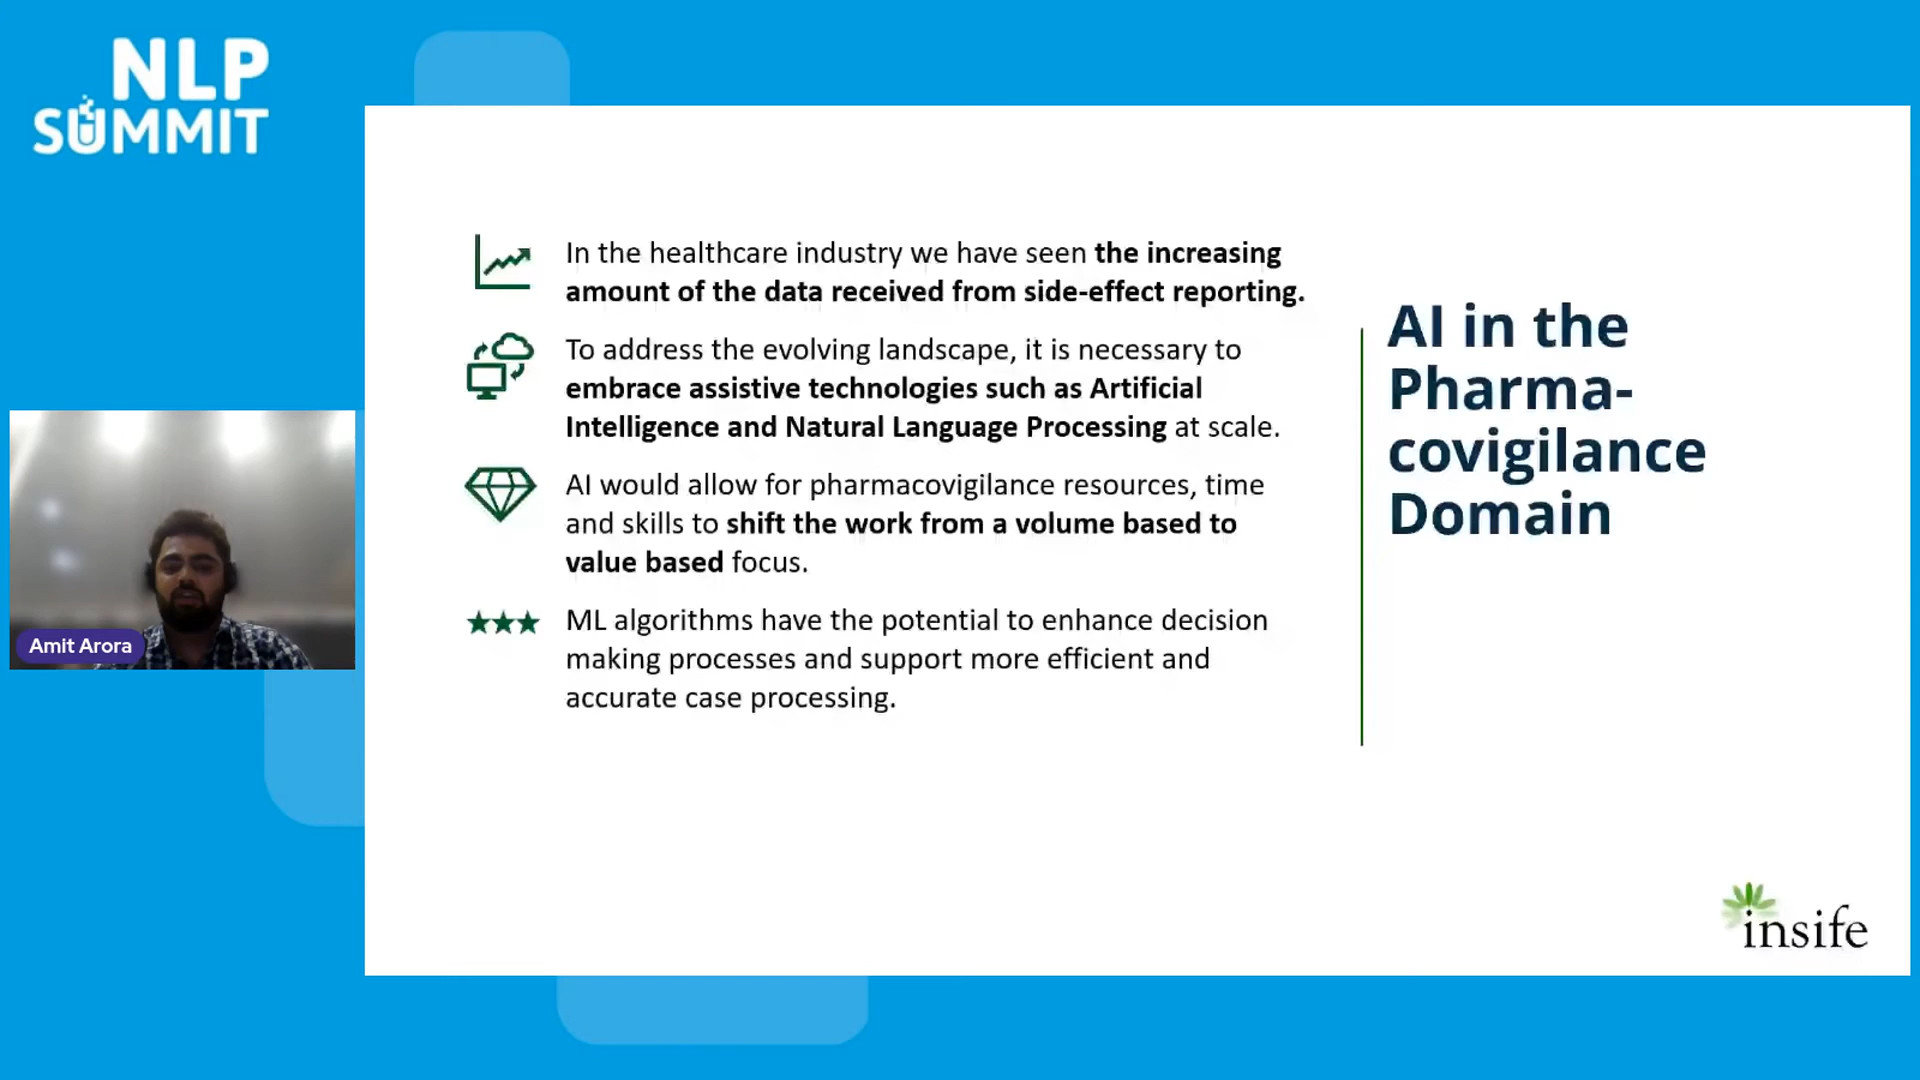 NLP
SUMMIT
In the healthcare industry we have seen the increasing
amount of the data received from side-effect reporting.
To address the evolving landscape, it is necessary to
embrace assistive technologies such as Artificial
Intelligence and Natural Language Processing at scale.
AI would allow for pharmacovigilance resources, time
and skills to shift the work from a volume based to
value based focus.
ML algorithms have the potential to enhance decision
making processes and support more efficient and
accurate case processing.
AI in the
Pharma-
covigilance
Domain
Amit Arora
insife